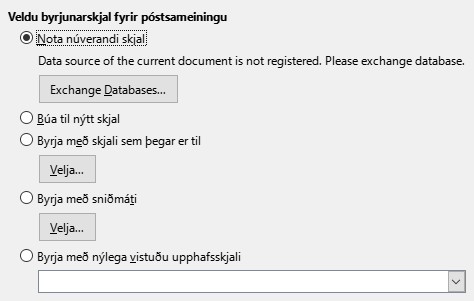 Veldu byrjunarskjal fyrir póstsameiningu
Nota núverandi skjal
Data source of the current document is not registered. Please exchange database.
Exchange Databases...
Búa til nýtt skjal
Byrja með skjali sem þegar er til
Velja...
Byrja með sniðmáti
Velja...
Byrja með nýlega vistuðu upphafsskjali